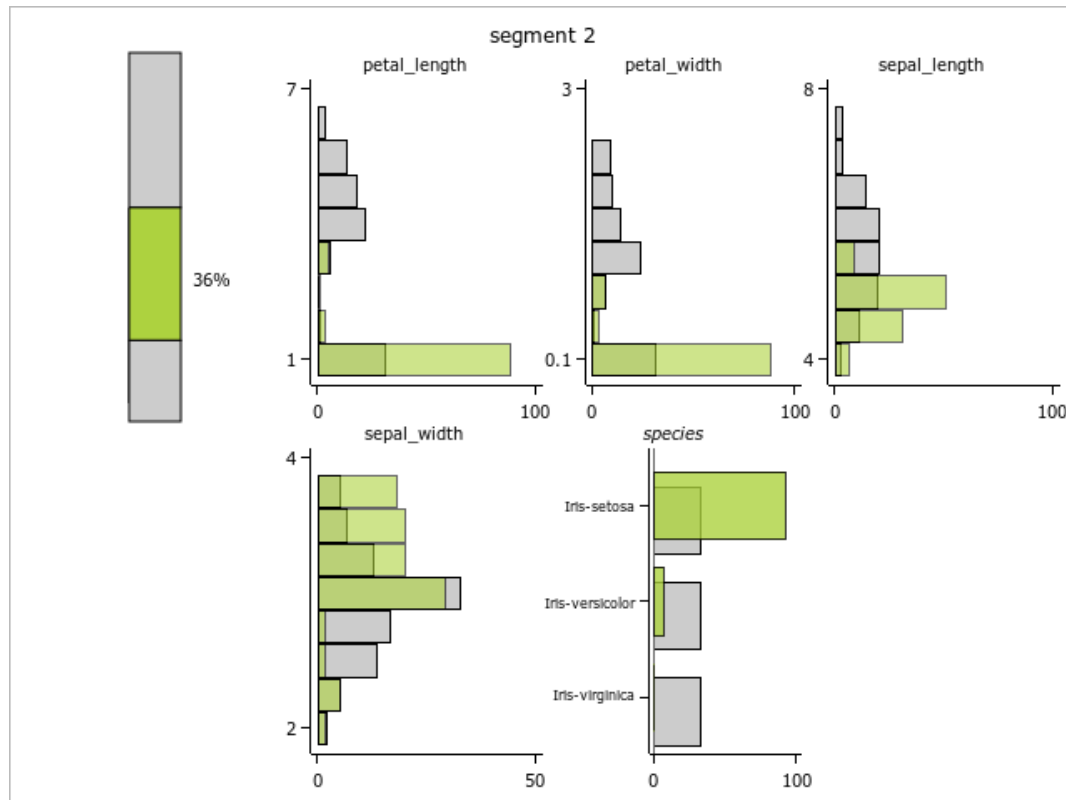 segment 2
36%
petal_length
7
1
0
100
petal_width
3
0.1
0
100
sepal_length
8
4
0
100
sepal_width
4
2
0
50
species
Iris-setosa
Iris-versicolor
Iris-virginica
0
100